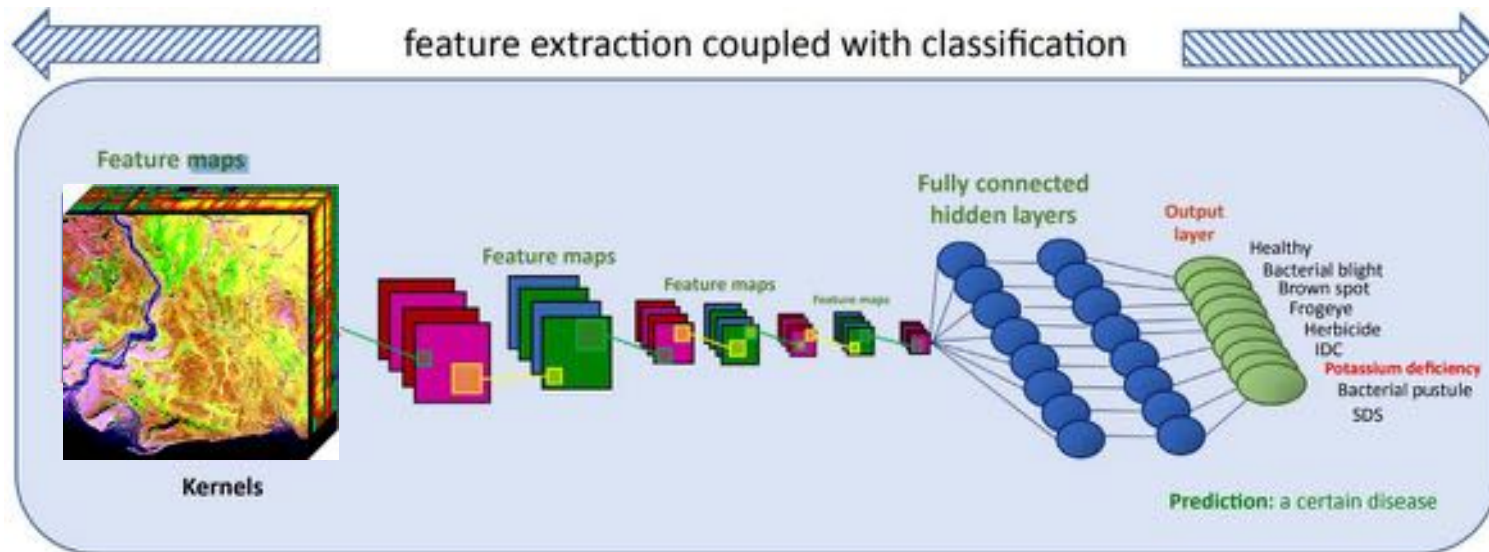 feature extraction coupled with classification
Feature maps
Kernels
Feature maps
Feature maps
Feature maps
Fully connected
hidden layers
Output
layer
Healthy
Bacterial blight
Brown spot
Frogeye
Herbicide
IDC
Potassium deficiency
Bacterial pustule
SDS
Prediction: a certain disease